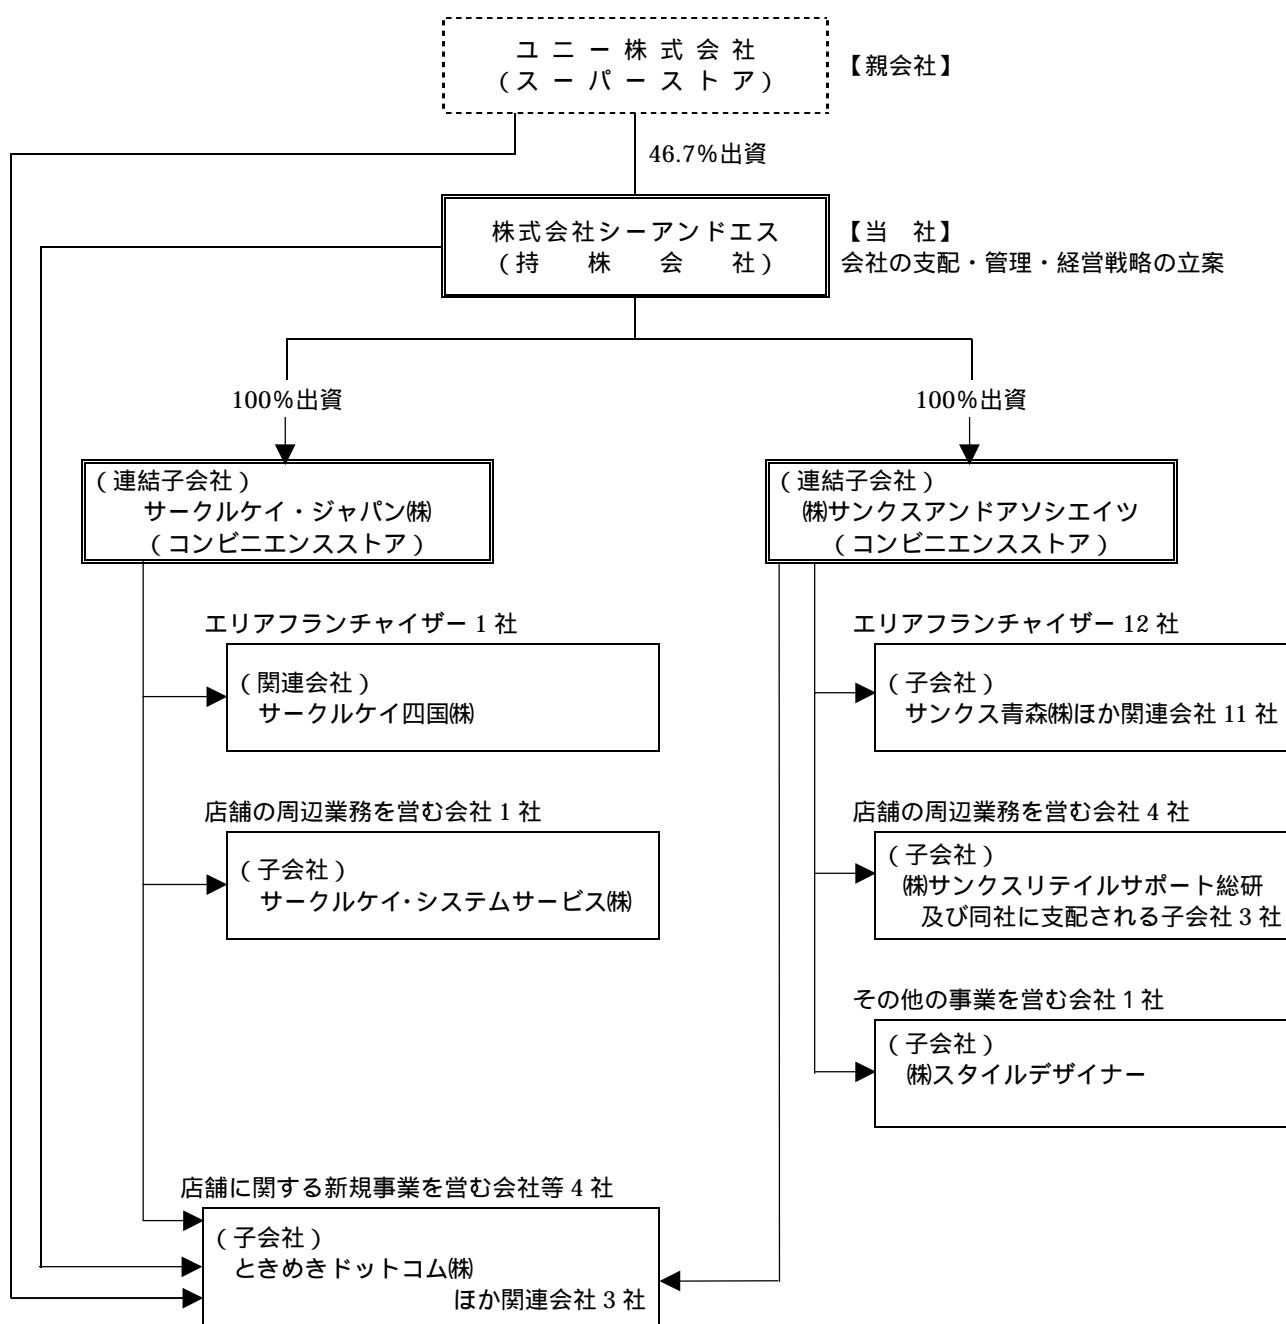 ユニー株式会社
（スーパーストア）
【親会社】
46.7%出資
株式会社シーアンドエス
（持　株　会　社）
【当　社】
会社の支配・管理・経営戦略の立案
100%出資
100%出資
（連結子会社）
サークルケイ・ジャパン㈱
（コンビニエンスストア）
（連結子会社）
㈱サンクスアンドアソシエイツ
（コンビニエンスストア）
エリアフランチャイザー 1 社
（関連会社）
サークルケイ四国㈱
エリアフランチャイザー 12 社
（子会社）
サンクス青森㈱ほか関連会社 11 社
店舗の周辺業務を営む会社 1 社
（子会社）
サークルケイ・システムサービス㈱
店舗の周辺業務を営む会社 4 社
（子会社）
㈱サンクスリテイルサポート総研
及び同社に支配される子会社 3 社
その他の事業を営む会社 1 社
（子会社）
㈱スタイルデザイナー
店舗に関する新規事業を営む会社等 4 社
（子会社）
ときめきドットコム㈱
ほか関連会社 3 社